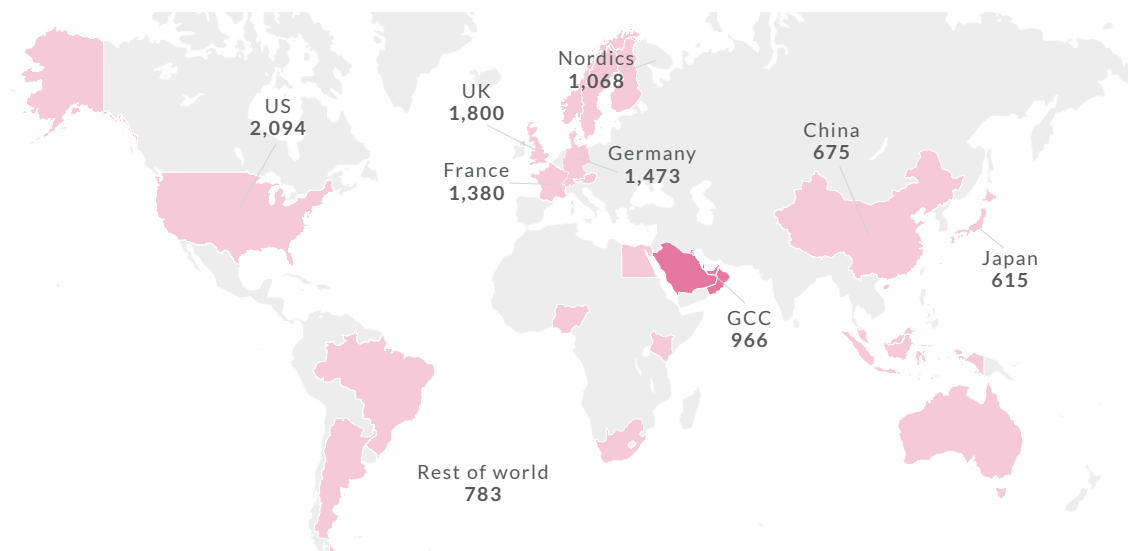 Nordics
1,068
UK
1,800
US
2,094
China
675
Germany
1,473
France
1,380
Japan
615
GCC
966
Rest of world
783